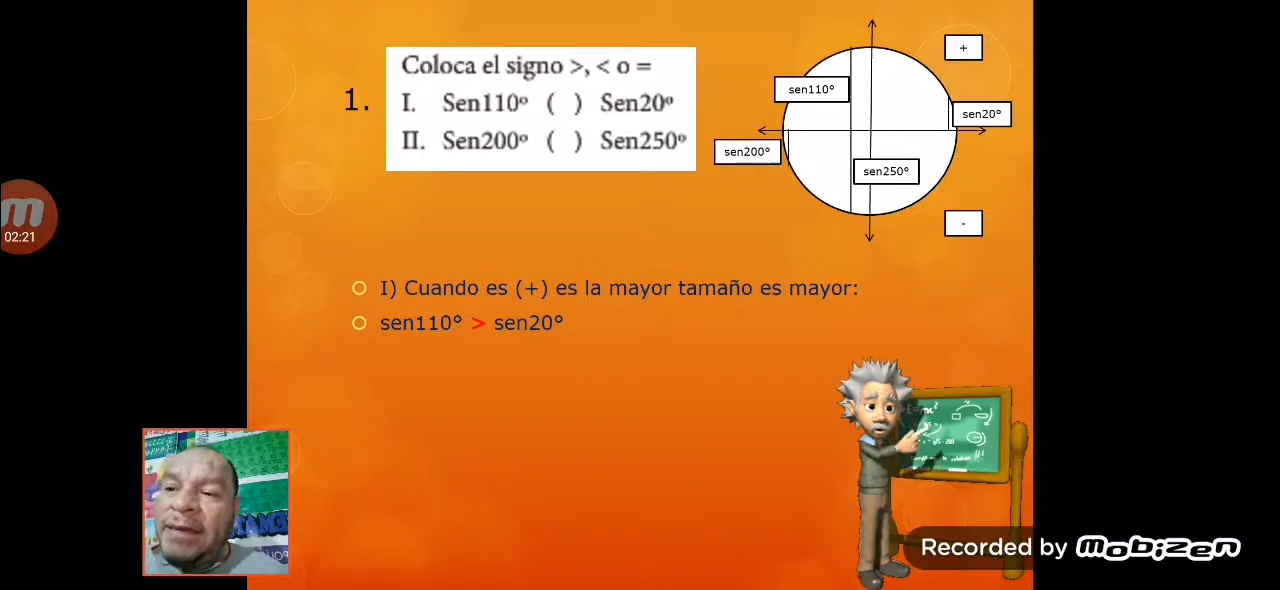 1.
Coloca el signo >, < o =
I. Sen110º ( ) Sen20º
II. Sen200º ( ) Sen250º
+
sen110°
sen20°
sen200°
sen250°
-
02:21
I) Cuando es (+) es la mayor tamaño es mayor:
sen110° > sen20°
Recorded by mobizen